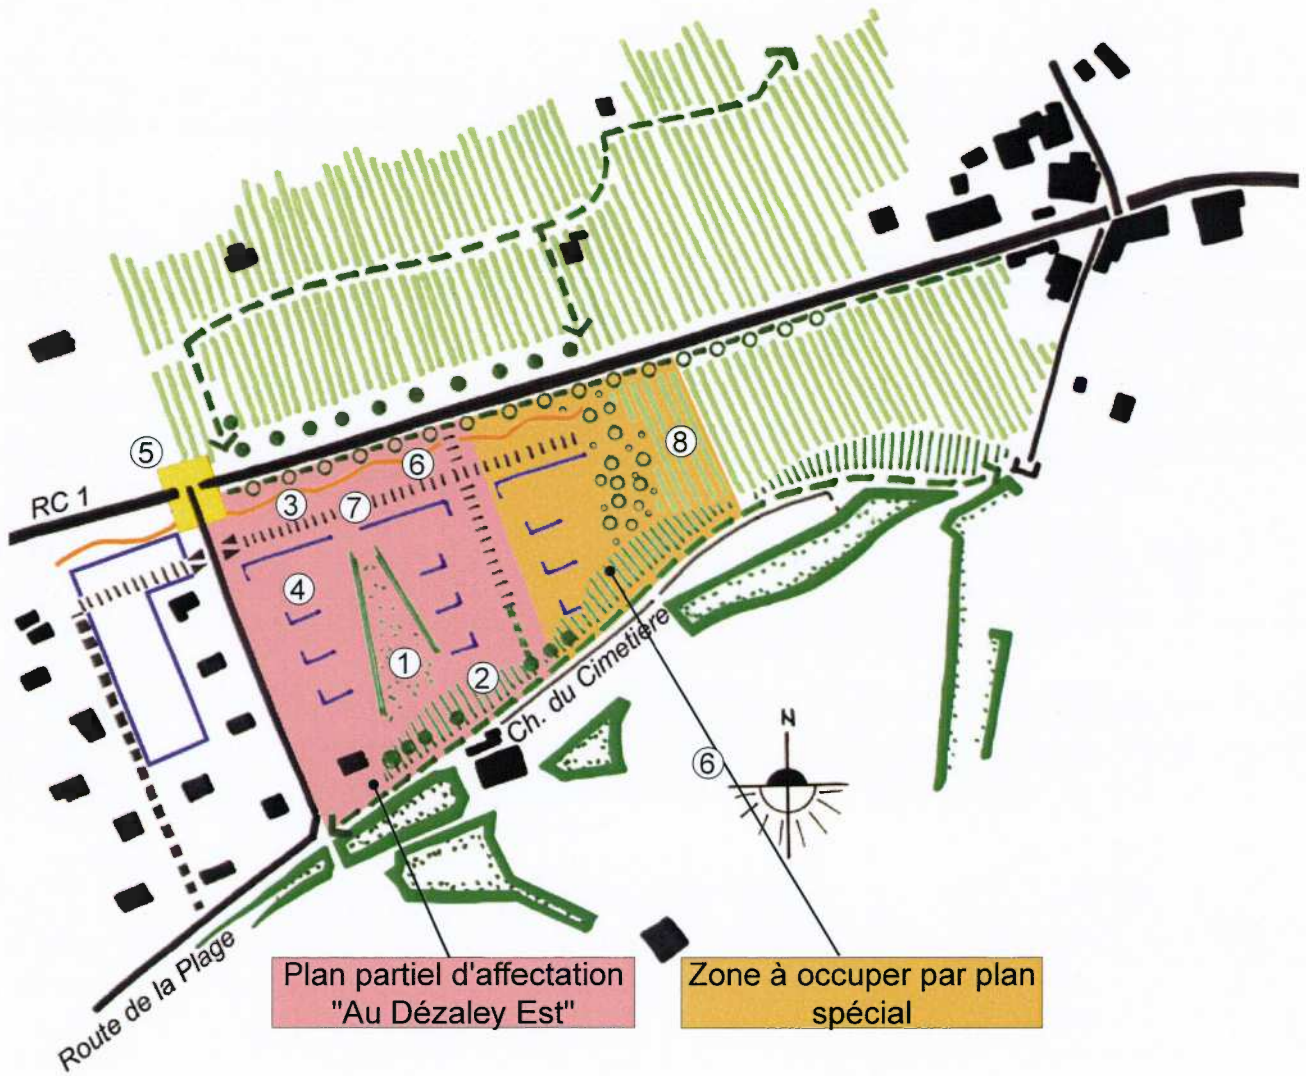 ⑤
RC 1
③
⑥
⑦
⑧
④
①
②
Ch. du Cimetière
N
⑥
Route de la Plage
Plan partiel d'affectation
"Au Dézaley Est"
Zone à occuper par plan
spécial